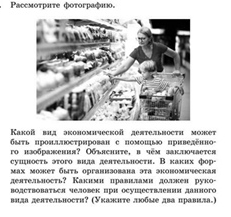 Рассмотрите фотографию.
Какой вид экономической деятельности может
быть проиллюстрирован с помощью приведённо-
го изображения? Объясните, в чём заключается
сущность этого вида деятельности. В каких фор-
мах может быть организована эта экономическая
деятельность? Какими правилами должен руко-
водствоваться человек при осуществлении данного
вида деятельности? (Укажите любые два правила.)